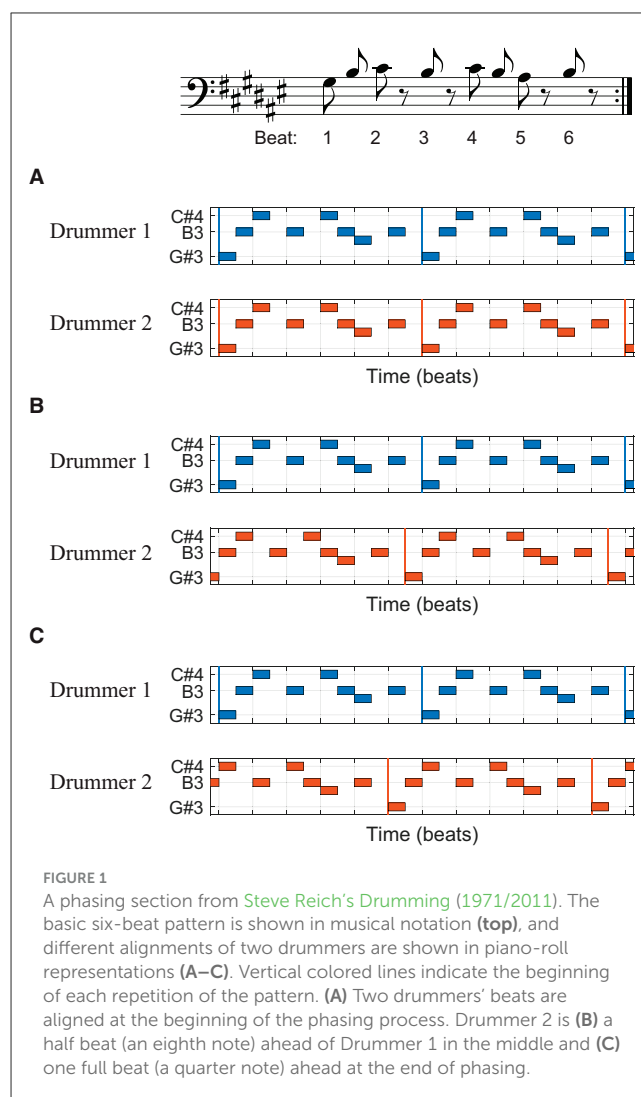 Beat: 1 2 3 4 5 6
A
C#4
Drummer 1 B3
G#3
C#4
Drummer 2 B3
G#3
Time (beats)
B
C#4
Drummer 1 B3
G#3
C#4
Drummer 2 B3
G#3
Time (beats)
C
C#4
Drummer 1 B3
G#3
C#4
Drummer 2 B3
G#3
Time (beats)
FIGURE 1
A phasing section from Steve Reich's Drumming (1971/2011). The
basic six-beat pattern is shown in musical notation (top), and
different alignments of two drummers are shown in piano-roll
representations (A–C). Vertical colored lines indicate the beginning
of each repetition of the pattern. (A) Two drummers' beats are
aligned at the beginning of the phasing process. Drummer 2 is (B) a
half beat (an eighth note) ahead of Drummer 1 in the middle and (C)
one full beat (a quarter note) ahead at the end of phasing.